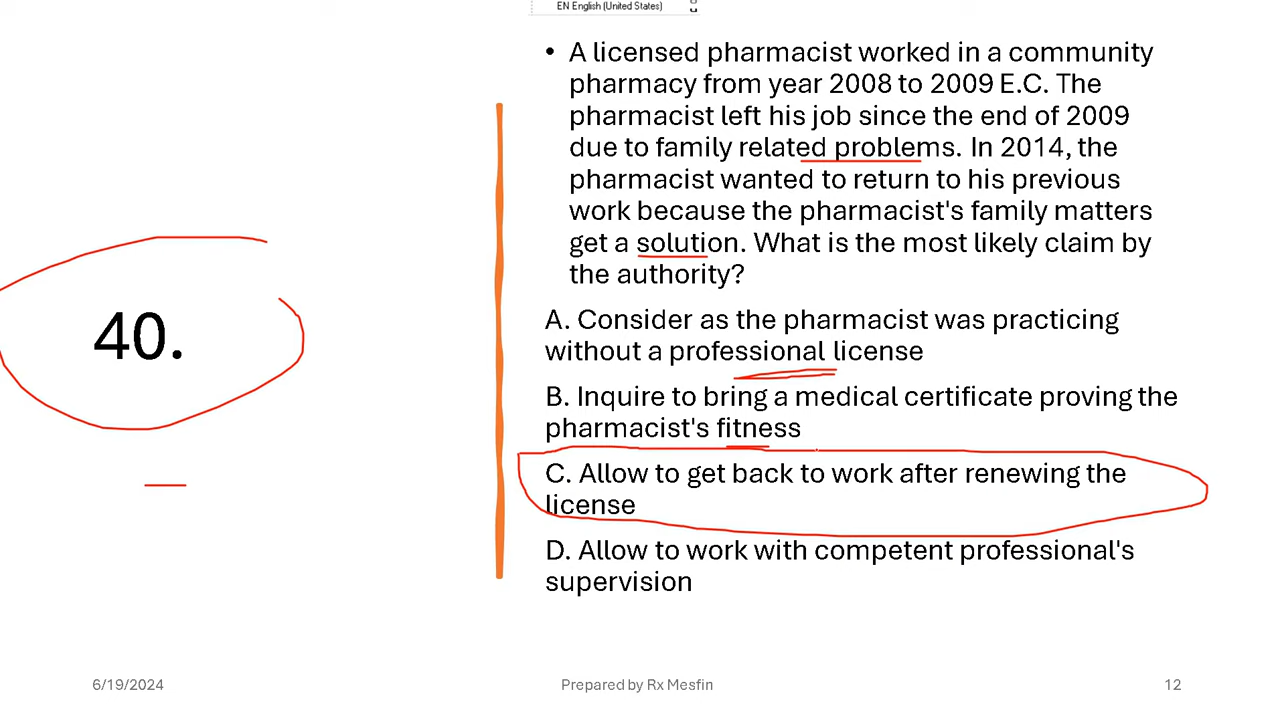 EN English (United States)
• A licensed pharmacist worked in a community
pharmacy from year 2008 to 2009 E.C. The
pharmacist left his job since the end of 2009
due to family related problems. In 2014, the
pharmacist wanted to return to his previous
work because the pharmacist's family matters
get a solution. What is the most likely claim by
the authority?
40.
A. Consider as the pharmacist was practicing
without a professional license
B. Inquire to bring a medical certificate proving the
pharmacist's fitness
C. Allow to get back to work after renewing the
license
D. Allow to work with competent professional's
supervision
6/19/2024
Prepared by Rx Mesfin
12